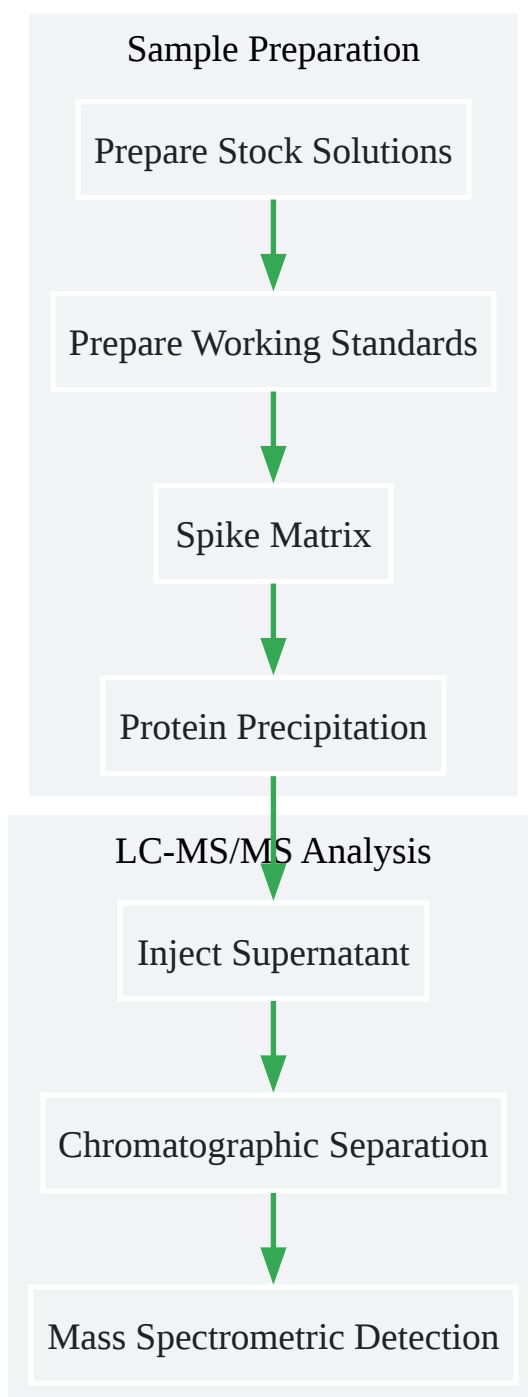 Sample Preparation
Prepare Stock Solutions
Prepare Working Standards
Spike Matrix
Protein Precipitation
LC-MS/MS Analysis
Inject Supernatant
Chromatographic Separation
Mass Spectrometric Detection